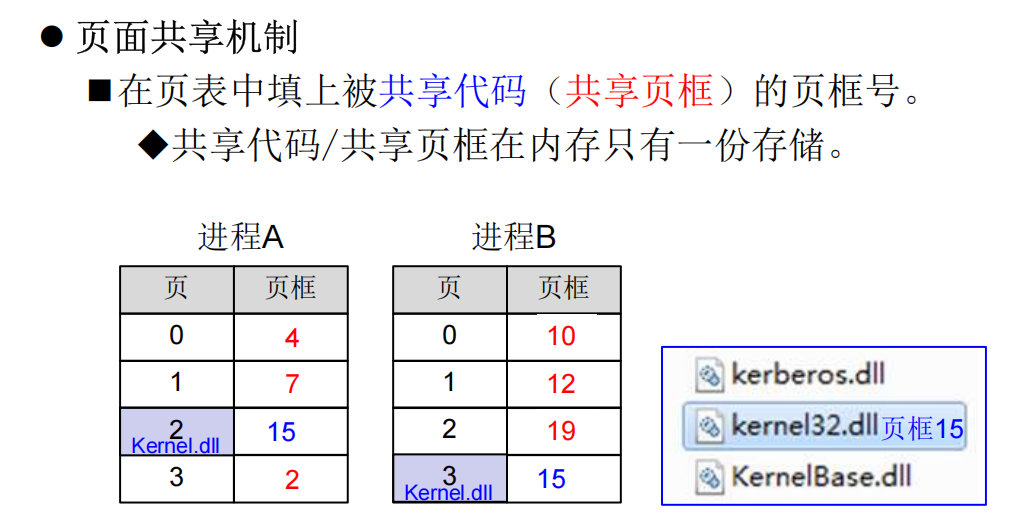 ● 页面共享机制
■在页表中填上被共享代码（共享页框）的页框号。
◆共享代码/共享页框在内存只有一份存储。
进程A
页 页框
0 4
1 7
2 Kernel.dll 15
3 2
进程B
页 页框
0 10
1 12
2 19
3 Kernel.dll 15
kerberos.dll
kernel32.dll页框15
KernelBase.dll